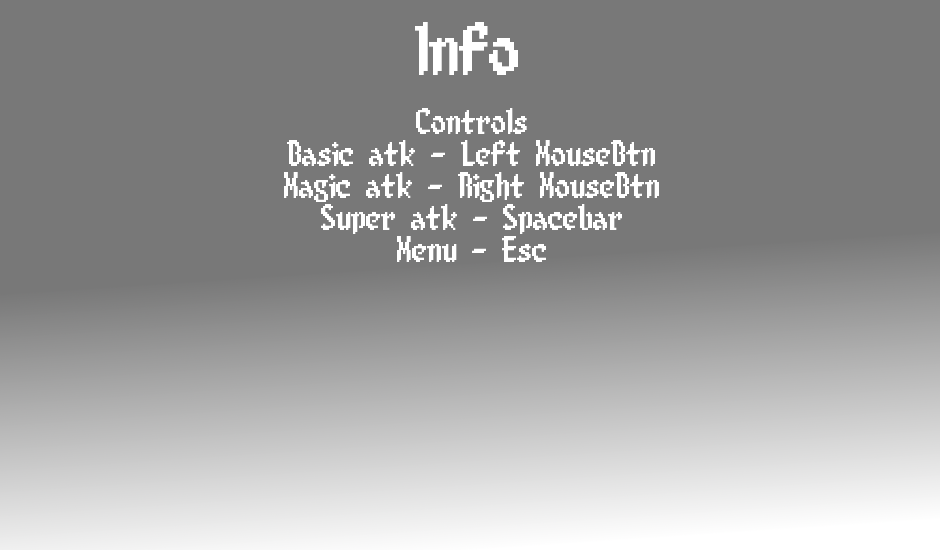 Info
Controls
Basic atk - Left MouseBtn
Magic atk - Right MouseBtn
Super atk - Spacebar
Menu - Esc